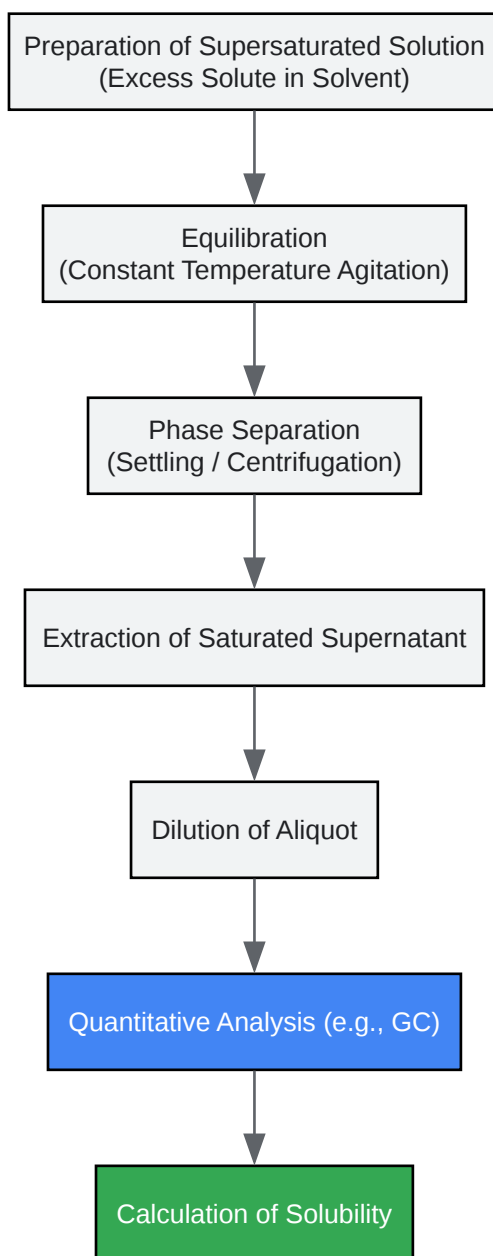 Preparation of Supersaturated Solution
(Excess Solute in Solvent)
Equilibration
(Constant Temperature Agitation)
Phase Separation
(Settling / Centrifugation)
Extraction of Saturated Supernatant
Dilution of Aliquot
Quantitative Analysis (e.g., GC)
Calculation of Solubility